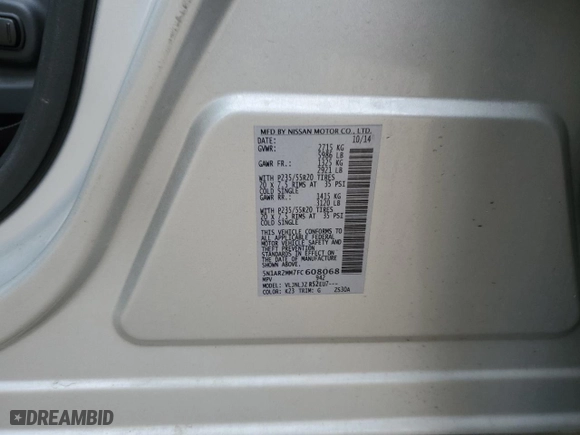 MFD BY NISSAN MOTOR CO., LTD.
DATE: 10/14
GVWR: 2715 KG
5986 LB
GAWR FR.: 1325 KG
2921 LB
WITH P235/55R20 TIRES
20 X 7.5 RIMS AT 35 PSI
COLD SINGLE
GAWR RR.: 1415 KG
3120 LB
WITH P235/55R20 TIRES
20 X 7.5 RIMS AT 35 PSI
COLD SINGLE
THIS VEHICLE CONFORMS TO
ALL APPLICABLE FEDERAL
MOTOR VEHICLE SAFETY AND
THEFT PREVENTION
STANDARDS IN EFFECT ON
THE DATE OF MANUFACTURE
SHOWN ABOVE
5N1AR2MM7FC608068
MPV 942
COLOR: K23 TRIM: G 2530A
DREAMBID